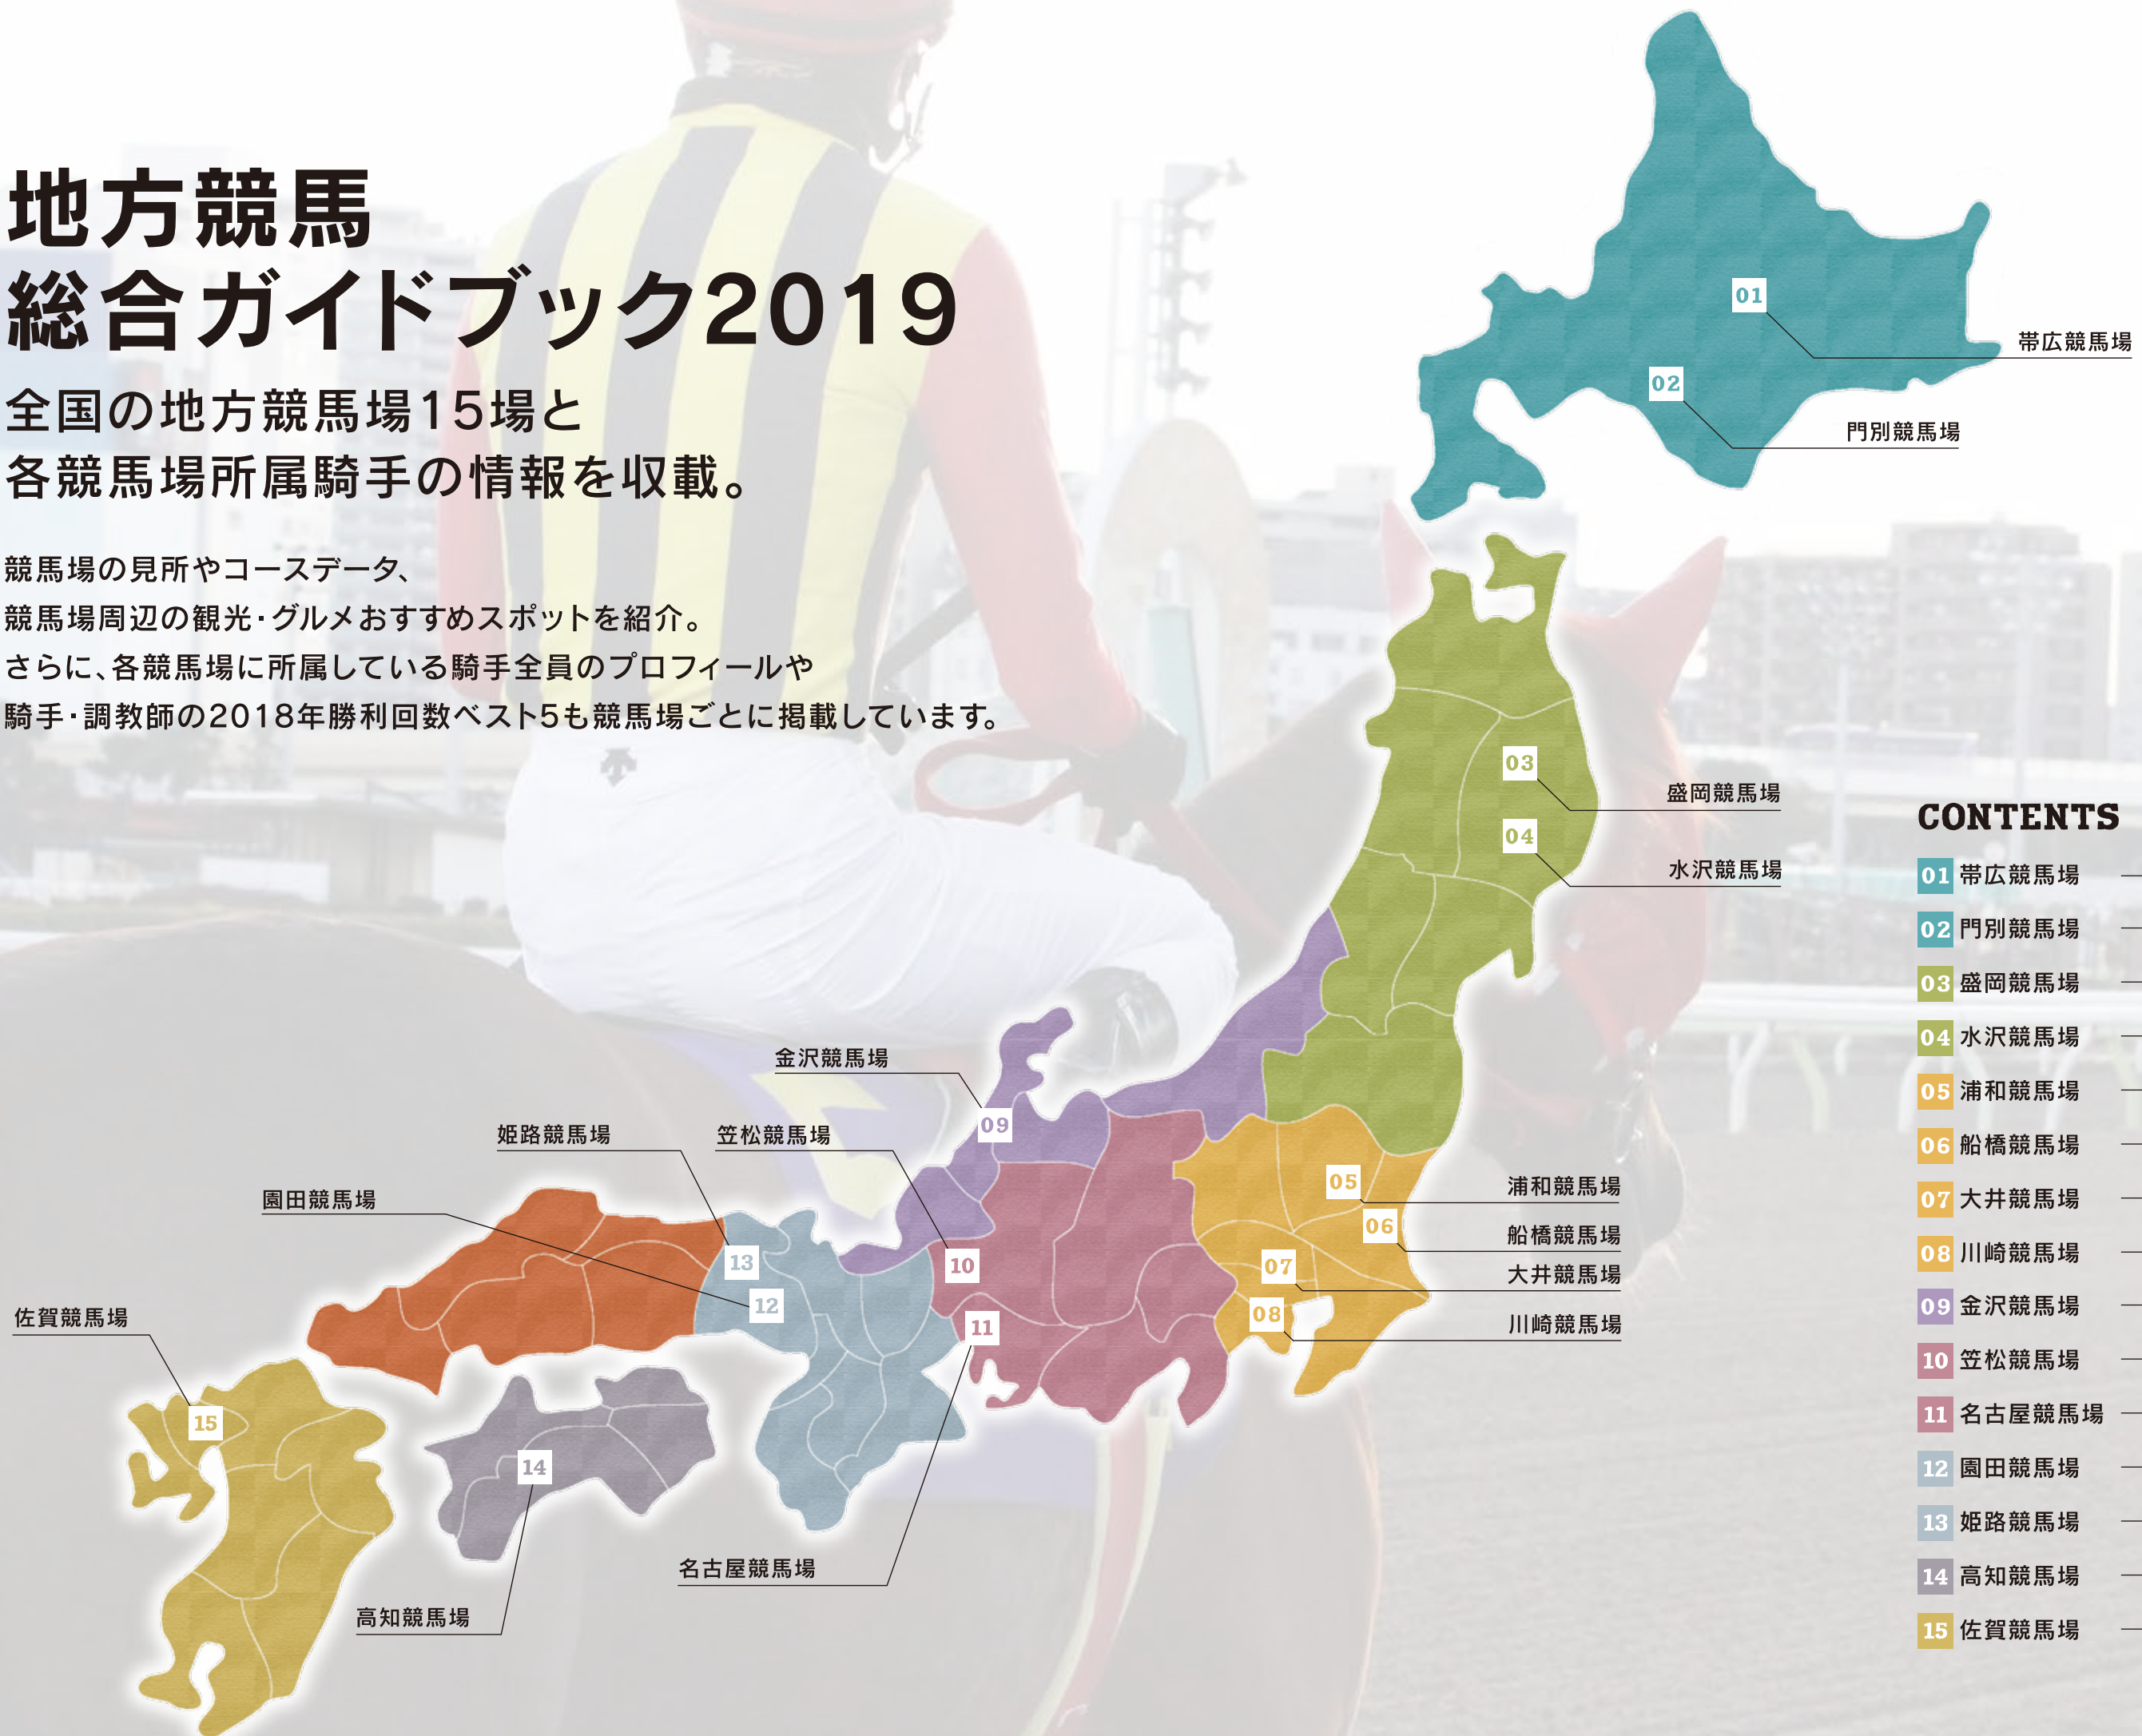 地方競馬
総合ガイドブック2019
全国の地方競馬場15場と
各競馬場所属騎手の情報を収載。
競馬場の見所やコースデータ、
競馬場周辺の観光・グルメおすすめスポットを紹介。
さらに、各競馬場に所属している騎手全員のプロフィールや
騎手・調教師の2018年勝利回数ベスト5も競馬場ごとに掲載しています。
01
帯広競馬場
02
門別競馬場
03
盛岡競馬場
04
水沢競馬場
金沢競馬場
09
姫路競馬場
笠松競馬場
園田競馬場
13
10
12
11
佐賀競馬場
15
14
名古屋競馬場
高知競馬場
05
浦和競馬場
06
船橋競馬場
07
大井競馬場
08
川崎競馬場
CONTENTS
01 帯広競馬場
02 門別競馬場
03 盛岡競馬場
04 水沢競馬場
05 浦和競馬場
06 船橋競馬場
07 大井競馬場
08 川崎競馬場
09 金沢競馬場
10 笠松競馬場
11 名古屋競馬場
12 園田競馬場
13 姫路競馬場
14 高知競馬場
15 佐賀競馬場